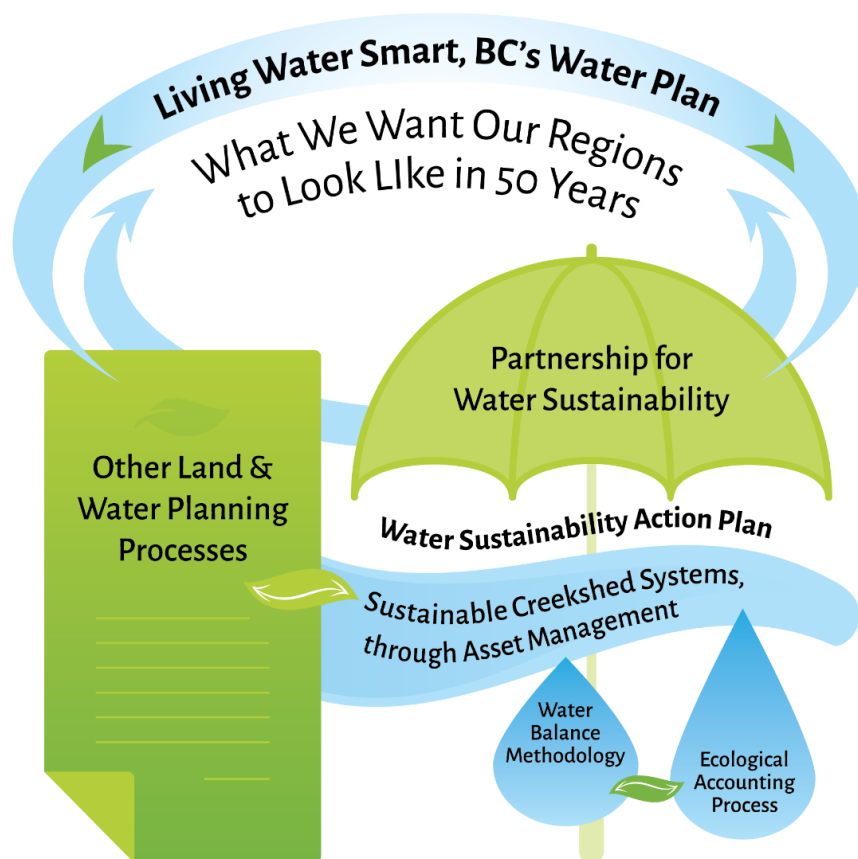 Living Water Smart, BC's Water Plan
What We Want Our Regions
to Look LIke in 50 Years
Partnership for
Water Sustainability
Other Land &
Water Planning
Processes
Water Sustainability Action Plan
Sustainable Creekshed Systems,
through Asset Management
Water
Balance
Methodology
Ecological
Accounting
Process